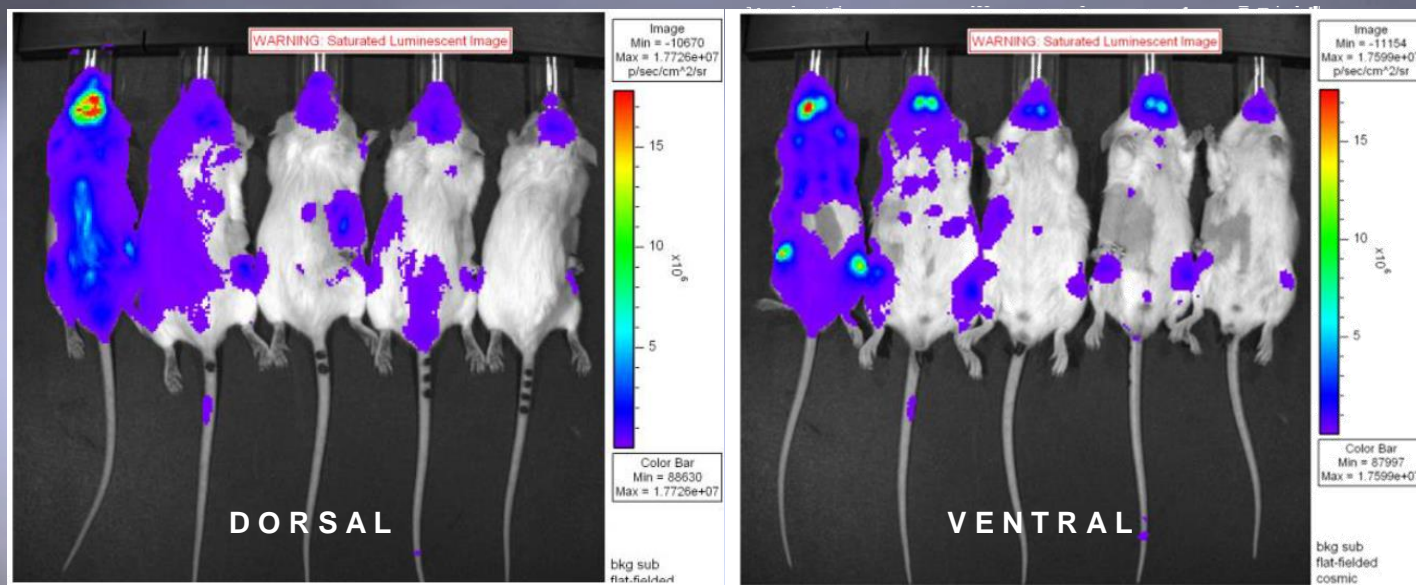 WARNING: Saturated Luminescent Image
Image
Min = -10670
Max = 1.7726e+07
p/sec/cm^2/sr
15
10
x10^6
5
Color Bar
Min = 88630
Max = 1.7726e+07
bkg sub
flat-fielded
DORSAL
WARNING: Saturated Luminescent Image
Image
Min = -11154
Max = 1.7599e+07
p/sec/cm^2/sr
15
10
x10^6
5
Color Bar
Min = 87997
Max = 1.7599e+07
bkg sub
flat-fielded
cosmic
VENTRAL